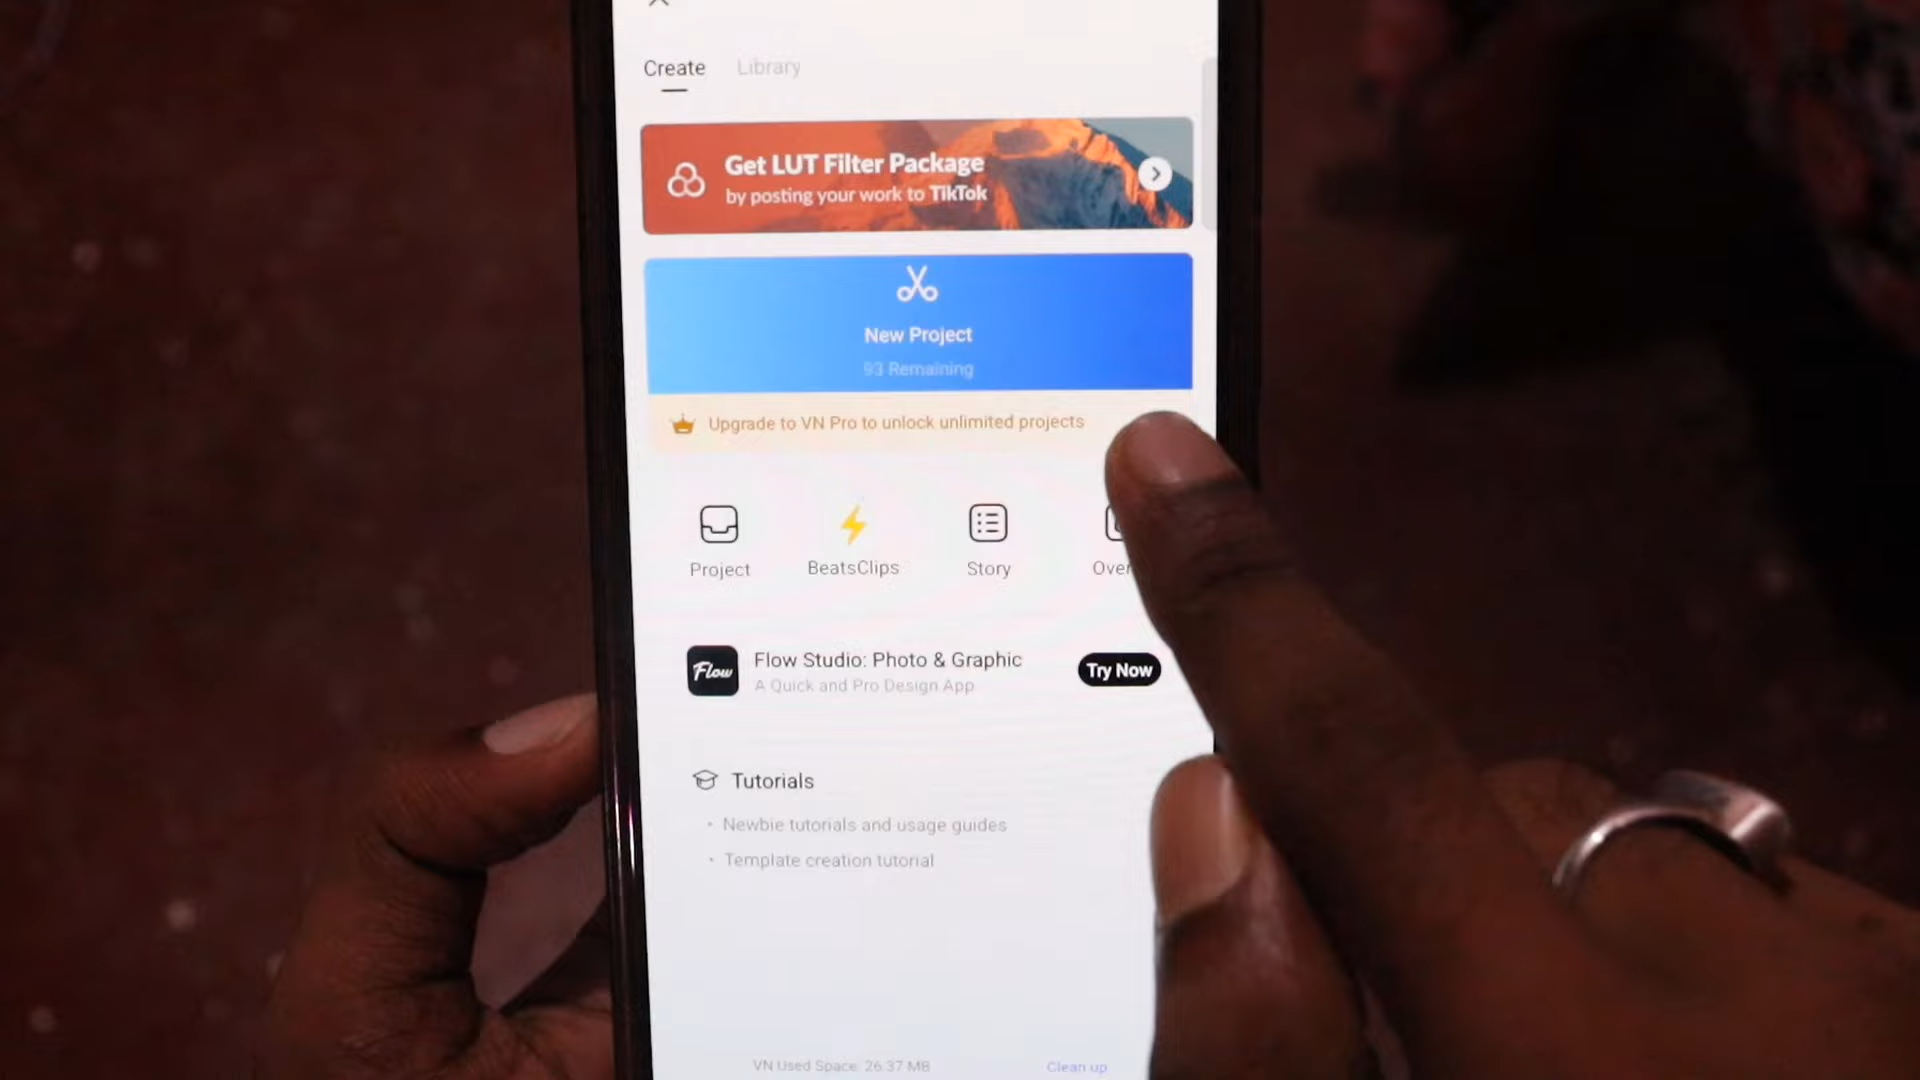 Create Library
Get LUT Filter Package
by posting your work to TikTok
New Project
93 Remaining
Upgrade to VN Pro to unlock unlimited projects
Project BeatsClips Story Over
Flow
Flow Studio: Photo & Graphic
A Quick and Pro Design App
Try Now
Tutorials
• Newbie tutorials and usage guides
• Template creation tutorial
VN Used Space: 26.37 MB Clean up